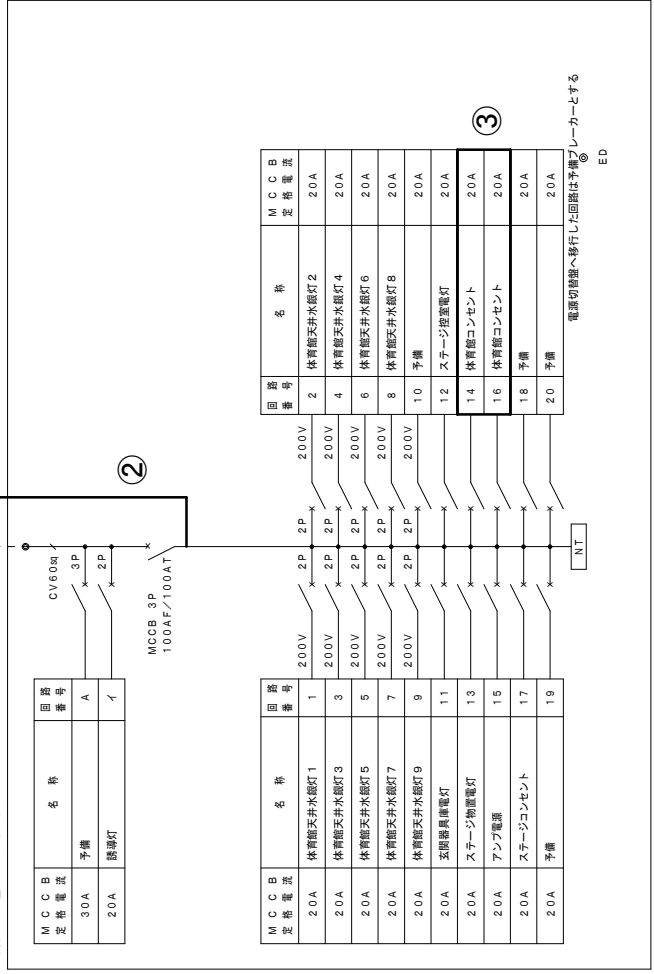 CV60sq
3P
2P
MCCB 3P
100AF/100AT
②
MCCB定格電流 名称 回路番号
30A 予備 A
20A 誘導灯 イ
MCCB定格電流 名称 回路番号
20A 体育館天井水銀灯1 1 200V 2P
20A 体育館天井水銀灯3 3 200V 2P
20A 体育館天井水銀灯5 5 200V 2P
20A 体育館天井水銀灯7 7 200V 2P
20A 体育館天井水銀灯9 9 200V 2P
20A 玄関器具庫電灯 11
20A ステージ物置電灯 13
20A アンプ電源 15
20A ステージコンセント 17
20A 予備 19
回路番号 名称 MCCB定格電流
2P 200V 2 体育館天井水銀灯2 20A
2P 200V 4 体育館天井水銀灯4 20A
2P 200V 6 体育館天井水銀灯6 20A
2P 200V 8 体育館天井水銀灯8 20A
2P 200V 10 予備 20A
12 ステージ控室電灯 20A
14 体育館コンセント 20A
16 体育館コンセント 20A
18 予備 20A
20 予備 20A
③
NT
電源切替盤へ移行した回路は予備ブレーカーとする
ED